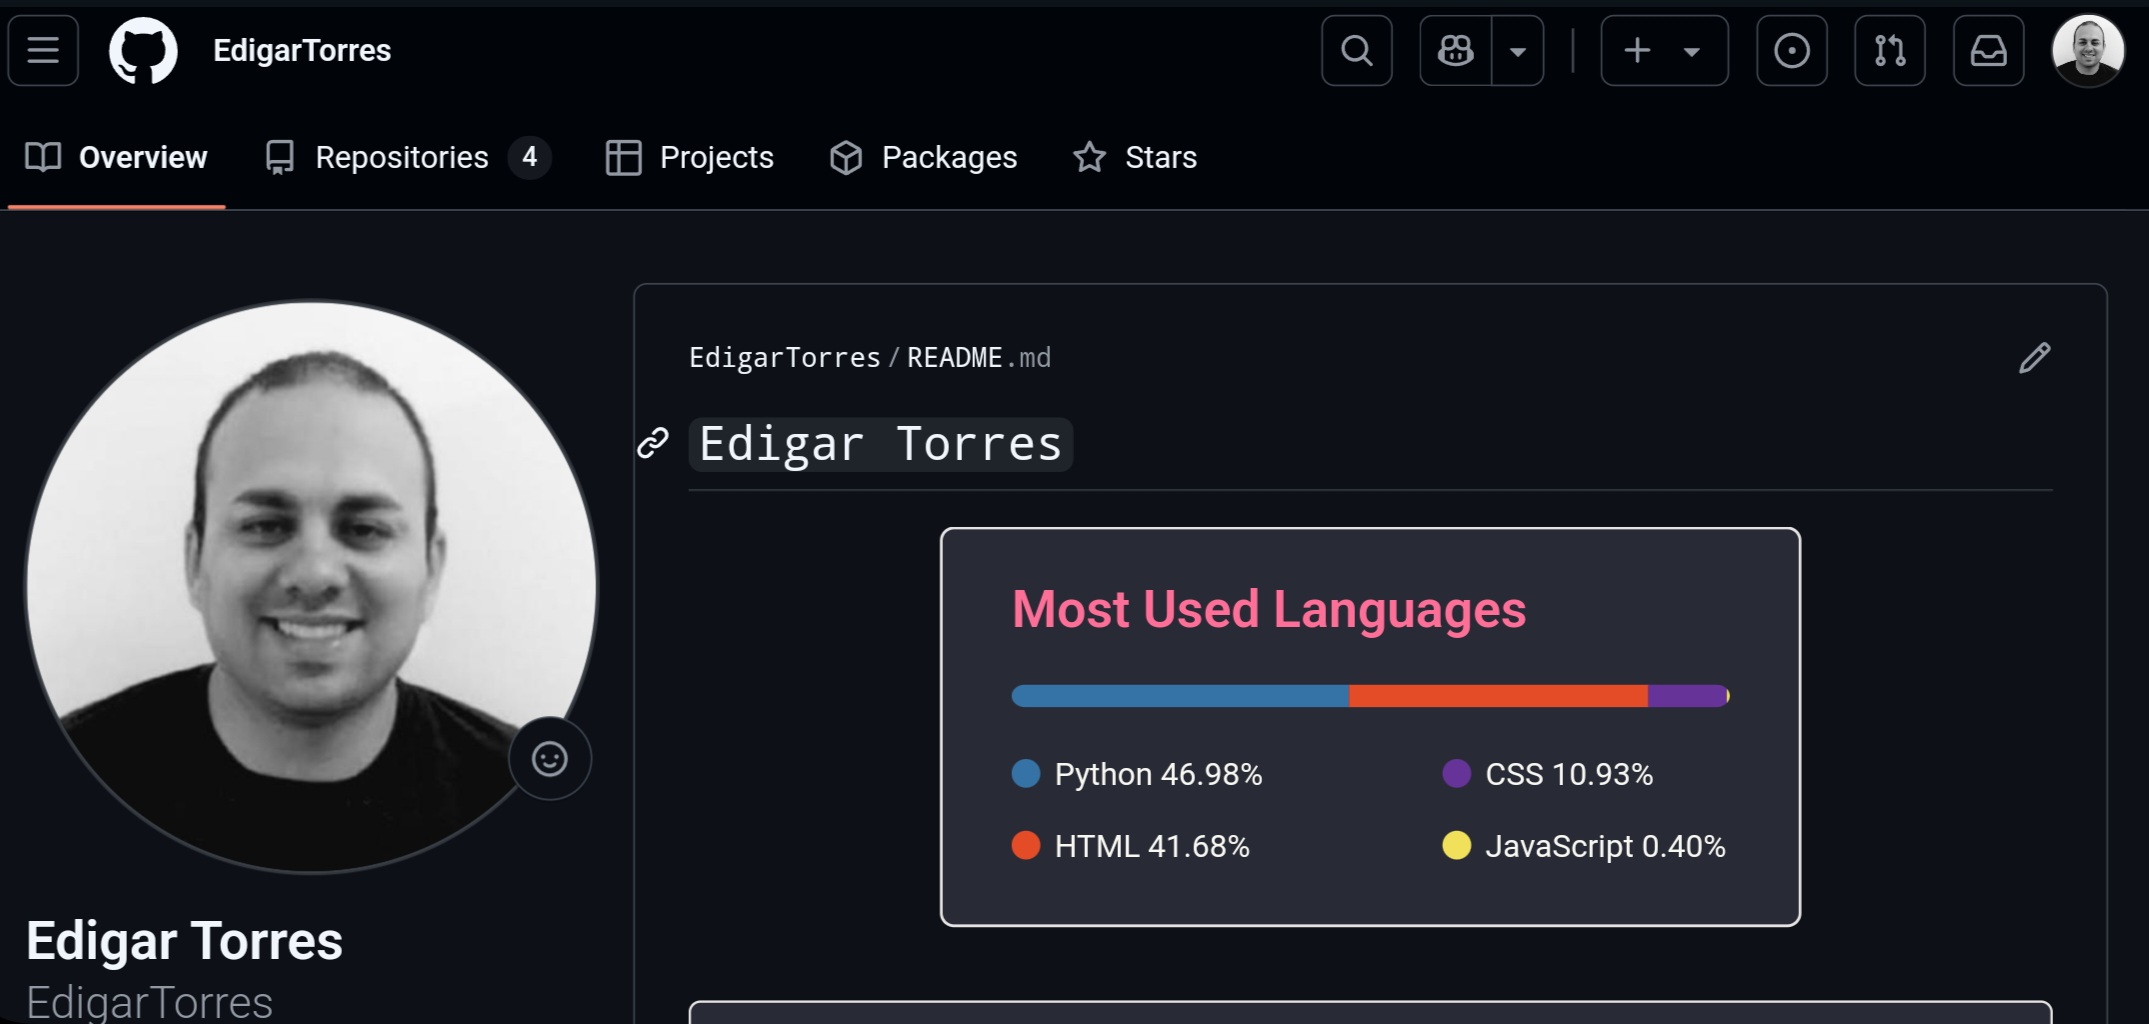 EdigarTorres
Overview
Repositories 4
Projects
Packages
Stars
EdigarTorres / README.md
Edigar Torres
Most Used Languages
Python 46.98%
CSS 10.93%
HTML 41.68%
JavaScript 0.40%
Edigar Torres
EdigarTorres